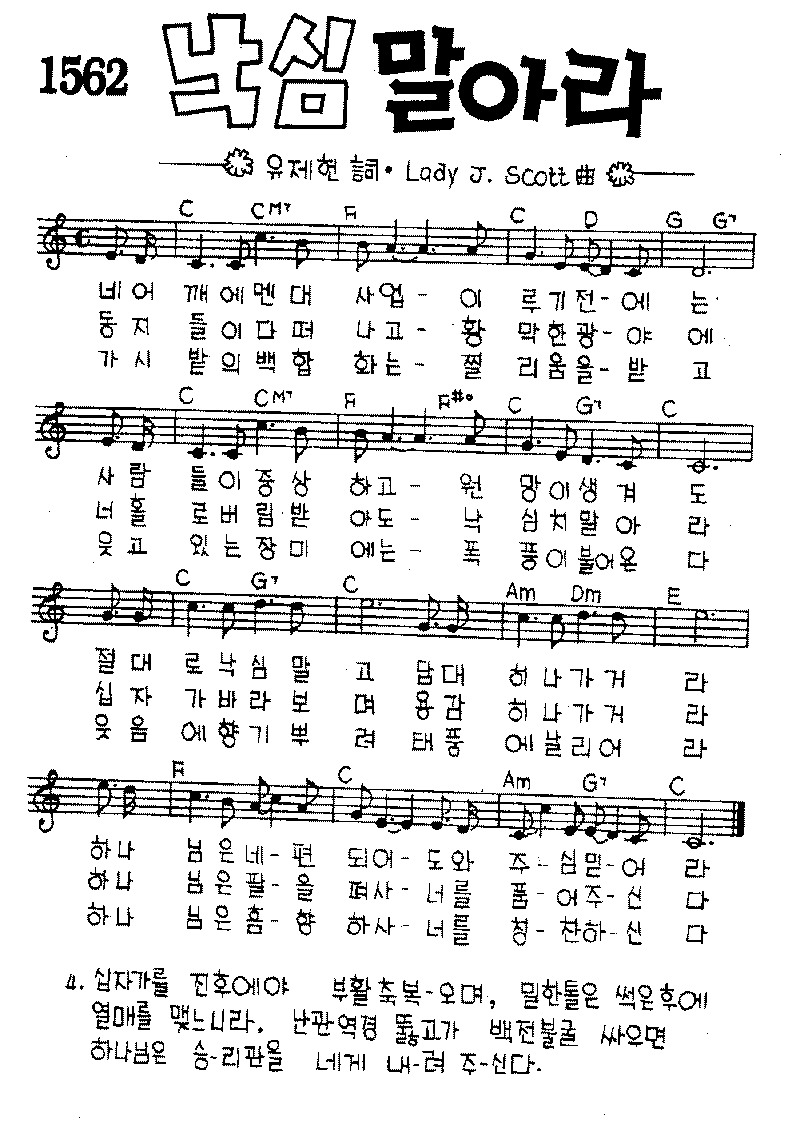 1562 낙심 말아라
유제현 詞 · Lady J. Scott 曲
C CM7 F C D G G7
네어 깨에멘대 사업- 이 루기전-에 는
동지 들이다퍼 나고- 황 막한광-야 에
가시 밭의백합 화는- 찔 리움을-받 고
C CM7 F F#° C G7 C
사람 들이중상 하고- 원 망이생겨 도
너홀 로버림받 아도- 낙 심치말아 라
웃고 있는장미 에는- 폭 풍이불어온 다
C G7 C Am Dm E
절대 로낙심말 고 담대 히나가거 라
십자 가바라보 며 용감 히나가거 라
웃음 에향기뿌 려 태풍 에날리어 라
F C Am G7 C
하나 님은네-편 되어-도와 주-심믿-어 라
하나 님은팔-을 펴사-너를 품-어주-신 다
하나 님은흠-향 하사-너를 칭-찬하-신 다
4. 십자가를 진후에야 부활축복-오며, 밀한톨은 썩은후에
열매를 맺느니라. 난관역경 뚫고가 백전불굴 싸우면
하나님은 승-리관을 네게 내-려 주-신다.